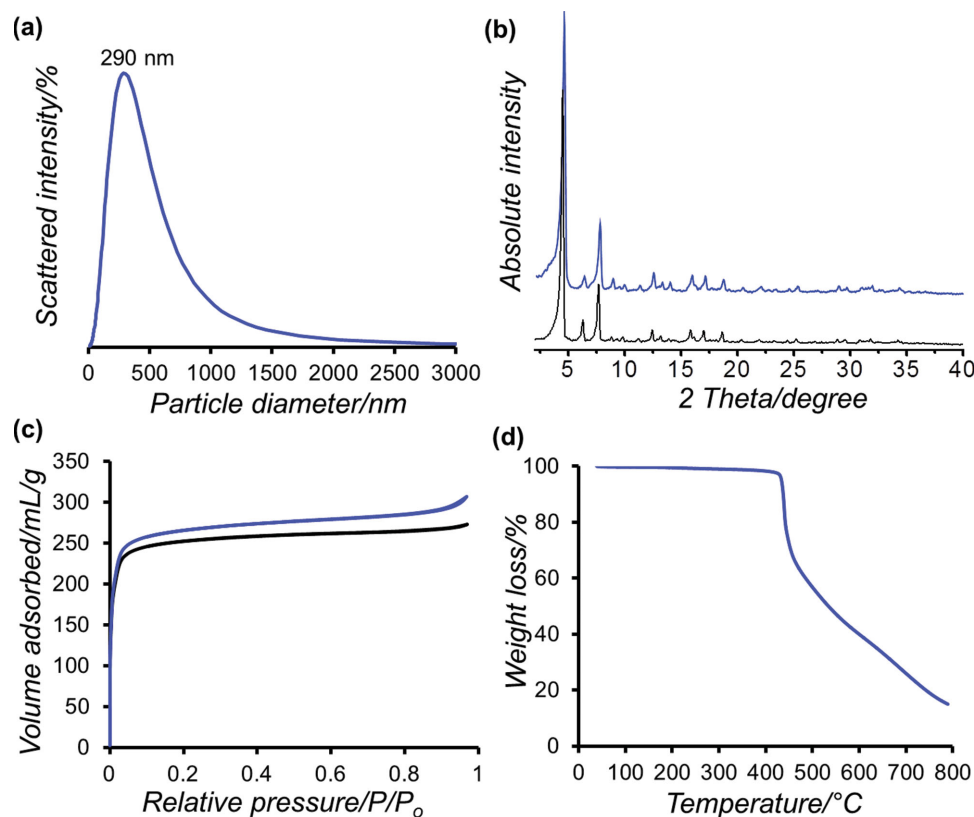 (a)
290 nm
Scattered intensity/%
0 500 1000 1500 2000 2500 3000
Particle diameter/nm
(b)
Absolute intensity
5 10 15 20 25 30 35 40
2 Theta/degree
(c)
350
300
250
200
150
100
50
0
Volume adsorbed/mL/g
0 0.2 0.4 0.6 0.8 1
Relative pressure/P/Po
(d)
100
80
60
40
20
0
Weight loss/%
0 100 200 300 400 500 600 700 800
Temperature/°C